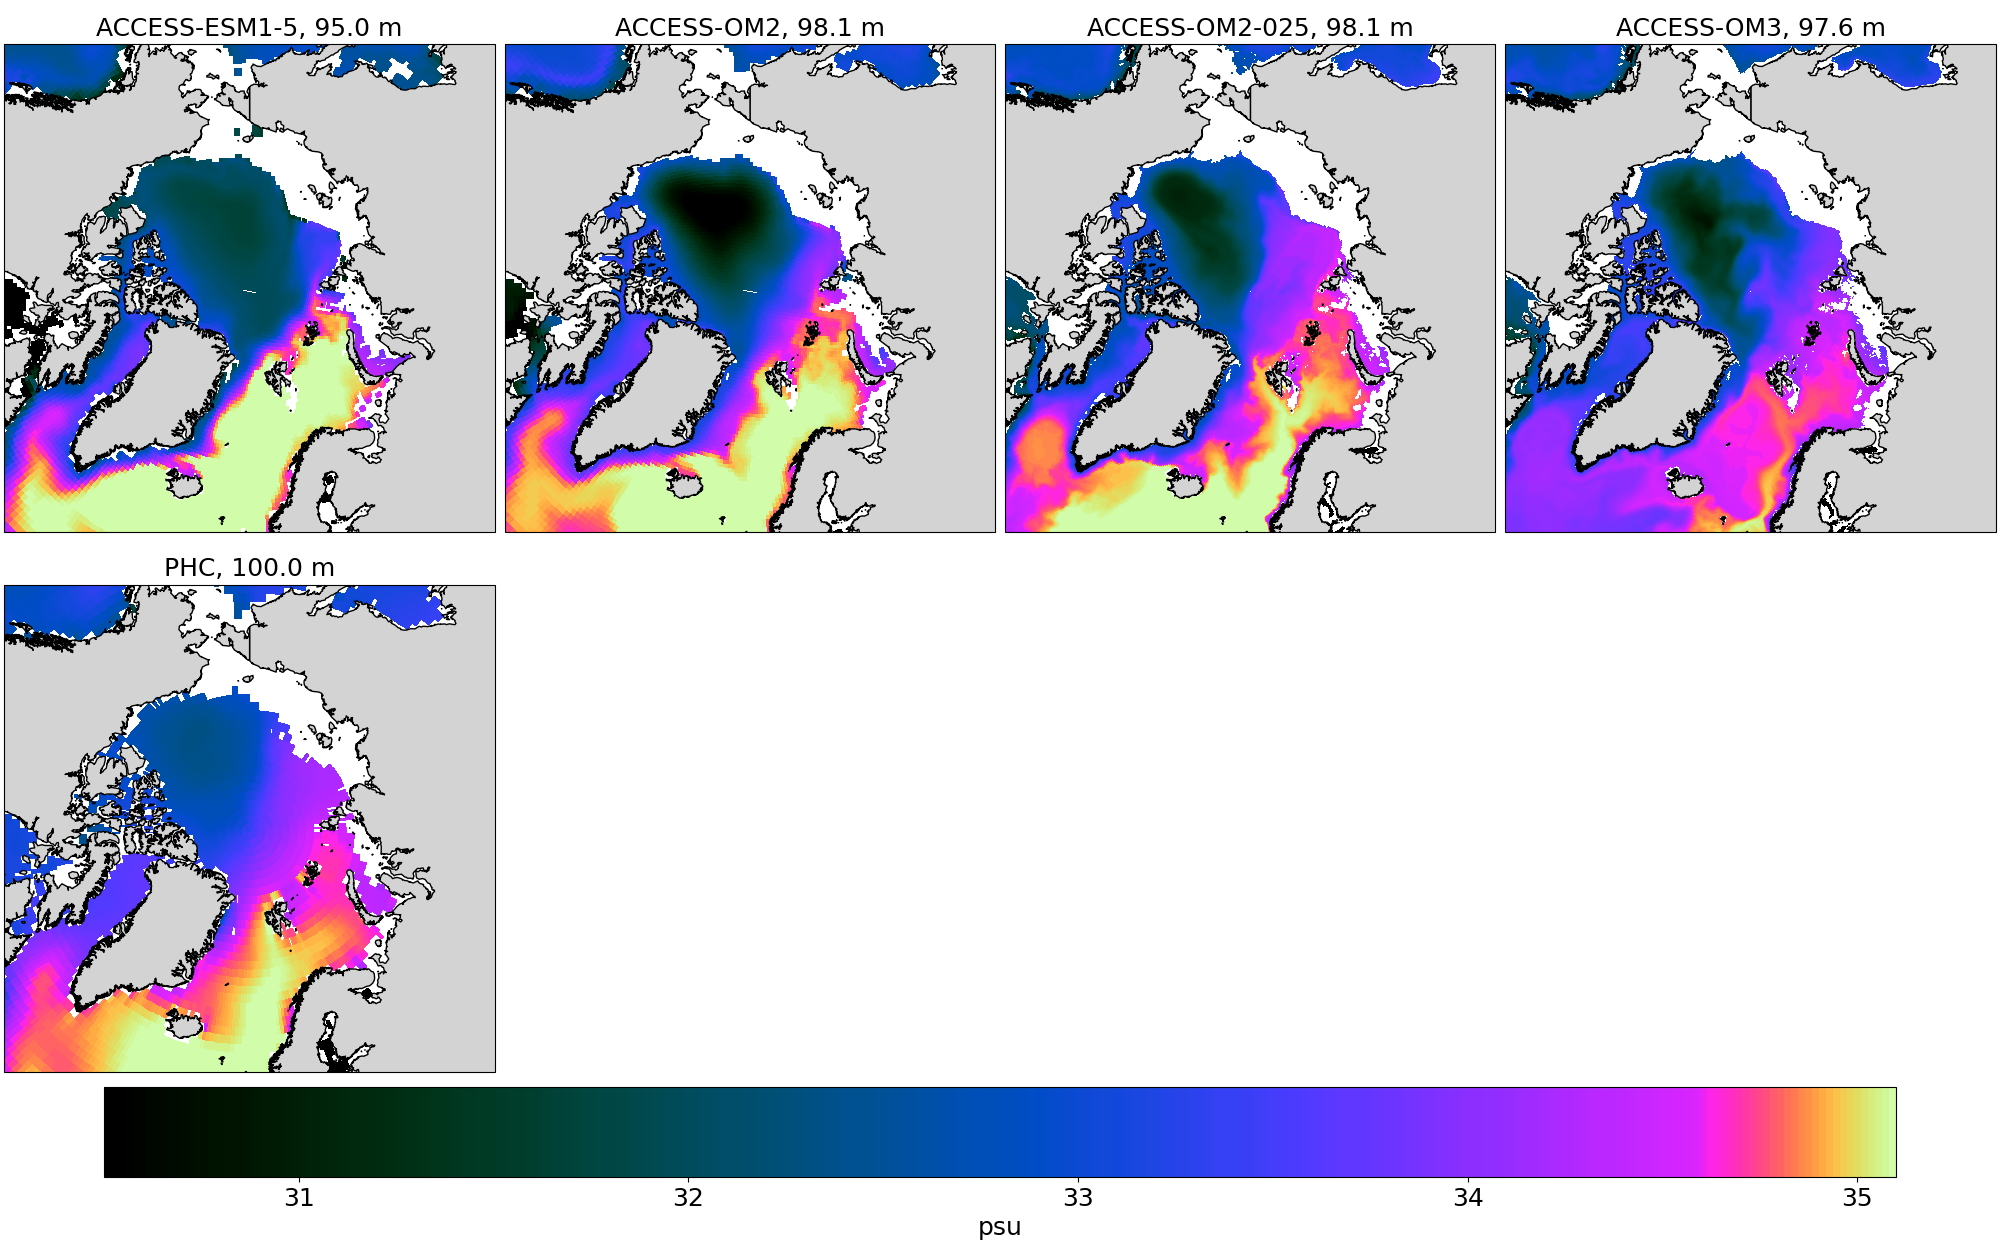 ACCESS-ESM1-5, 95.0 m
ACCESS-OM2, 98.1 m
ACCESS-OM2-025, 98.1 m
ACCESS-OM3, 97.6 m
PHC, 100.0 m
31
32
33
34
35
psu